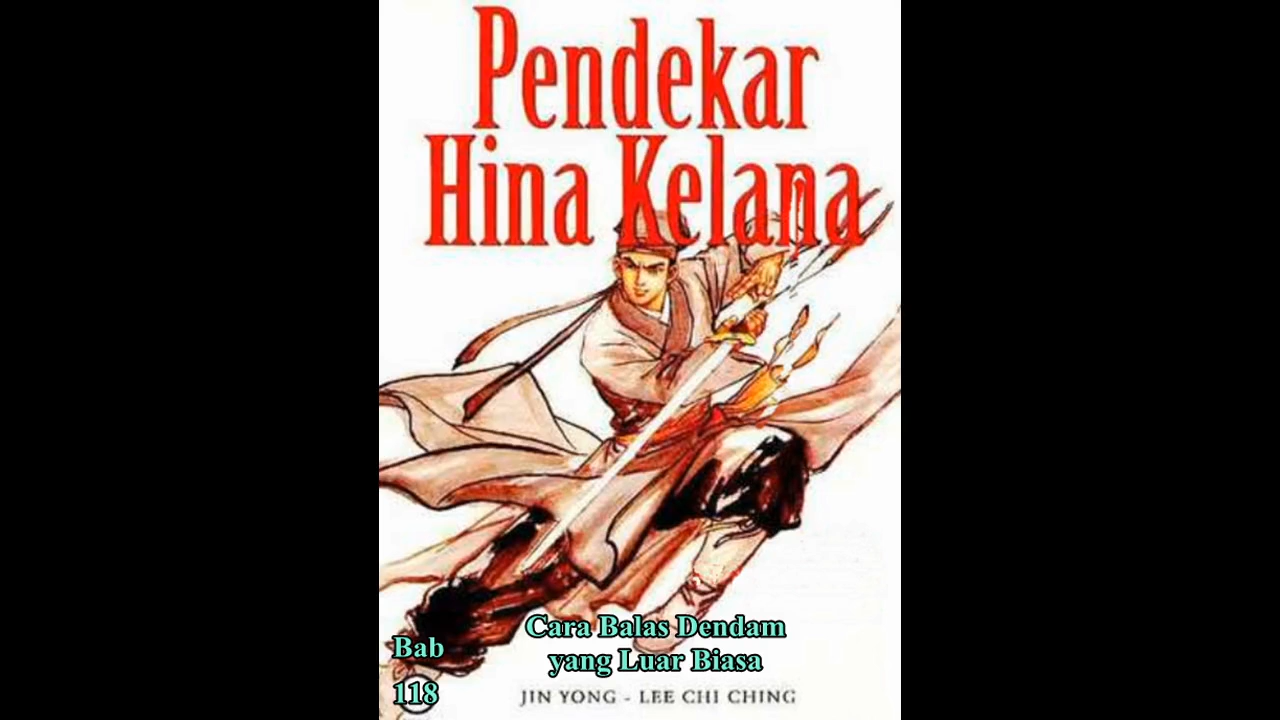 Pendekar
Hina Kelana
Cara Balas Dendam
yang Luar Biasa
Bab
118
JIN YONG - LEE CHI CHING